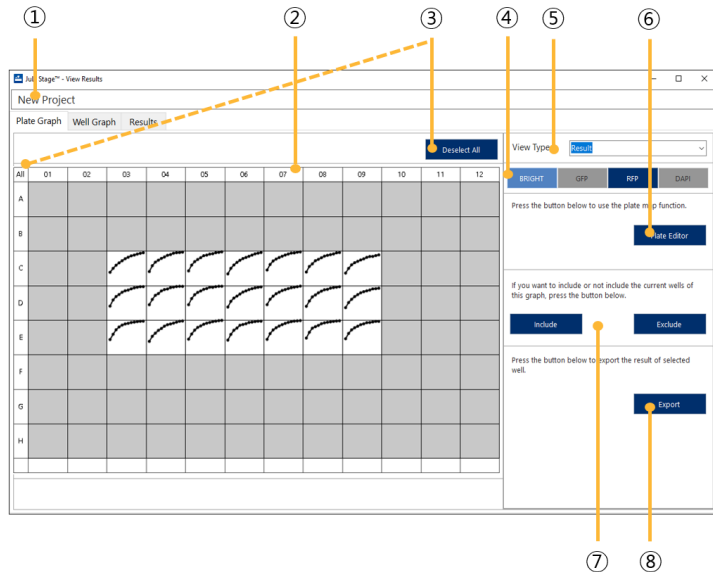 ① ② ③ ④ ⑤ ⑥
JuLI Stage™ - View Results
New Project
Plate Graph Well Graph Results
Deselect All
View Type Result
All 01 02 03 04 05 06 07 08 09 10 11 12
BRIGHT GFP RFP DAPI
A
Press the button below to use the plate map function.
B
Plate Editor
C
D
If you want to include or not include the current wells of
this graph, press the button below.
E
Include Exclude
F
Press the button below to export the result of selected
well.
G
Export
H
⑦ ⑧